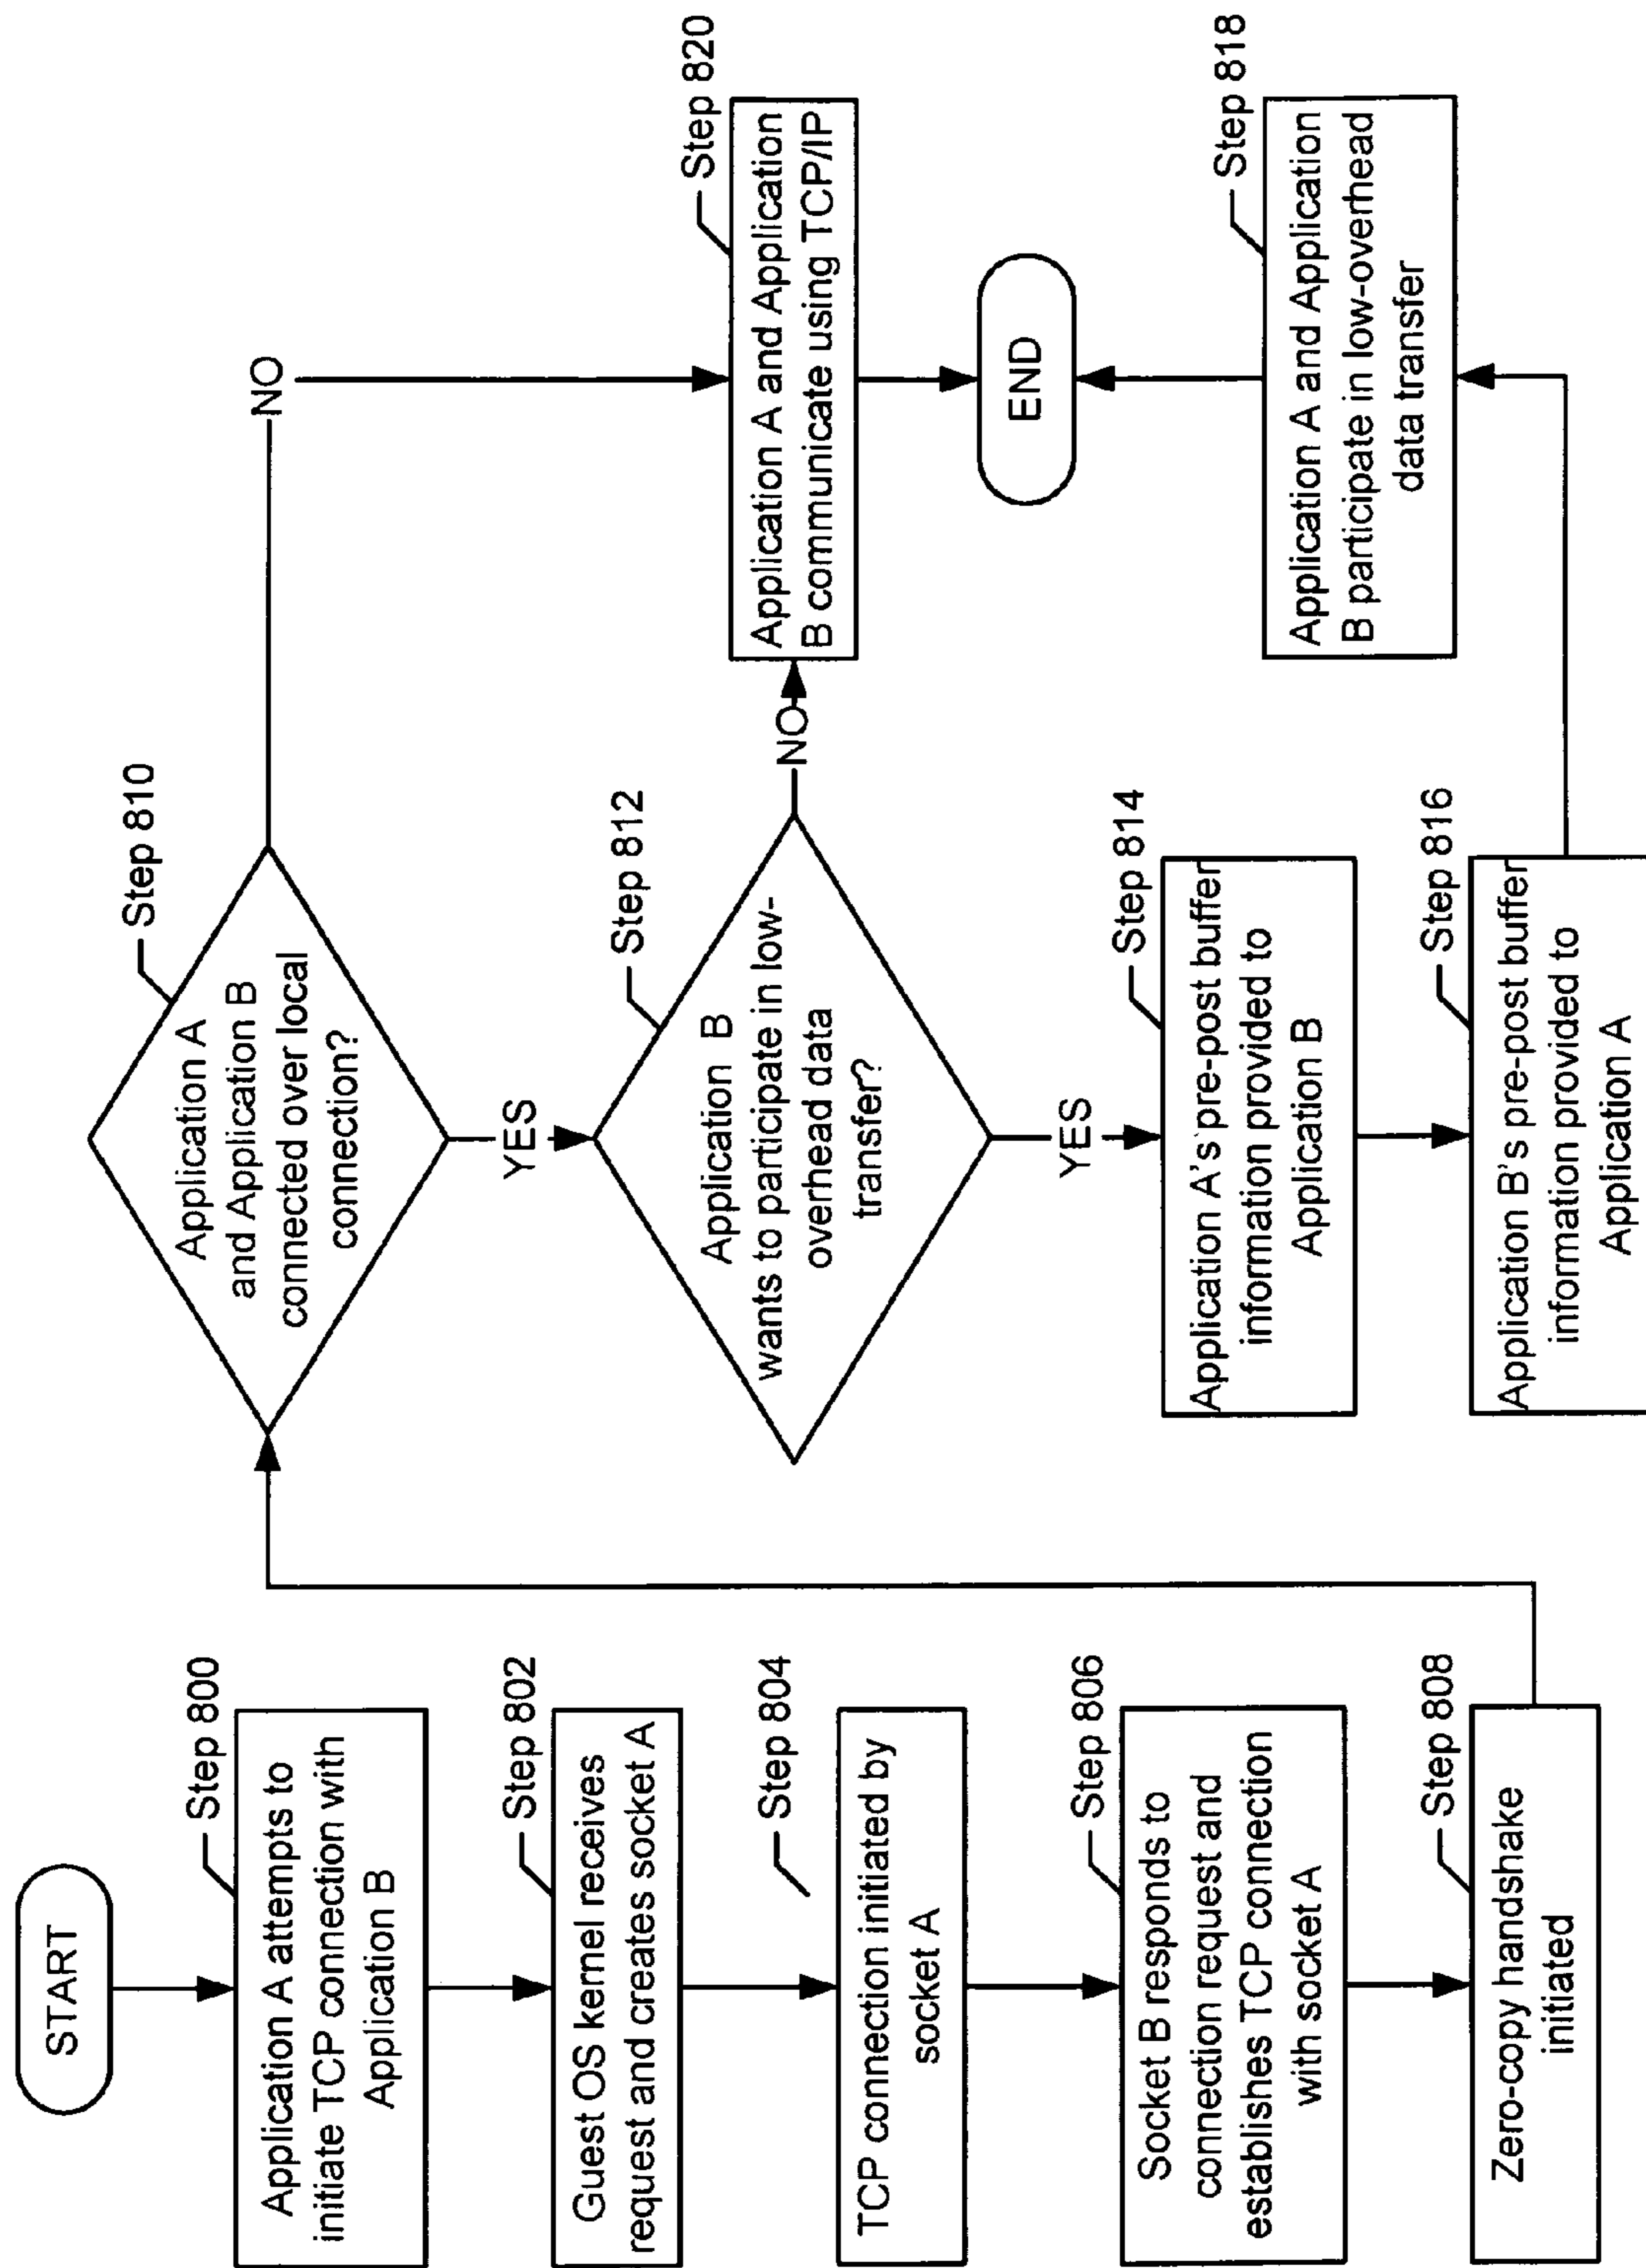 START
Step 800
Application A attempts to
initiate TCP connection with
Application B
Step 802
Guest OS kernel receives
request and creates socket A
Step 804
TCP connection initiated by
socket A
Step 806
Socket B responds to
connection request and
establishes TCP connection
with socket A
Step 808
Zero-copy handshake
initiated
Step 810
Application A
and Application B
connected over local
connection?
NO
YES
Step 812
Application B
wants to participate in low-
overhead data
transfer?
NO
YES
Step 814
Application A's pre-post buffer
information provided to
Application B
Step 816
Application B's pre-post buffer
information provided to
Application A
Step 820
Application A and Application
B communicate using TCP/IP
END
Step 818
Application A and Application
B participate in low-overhead
data transfer